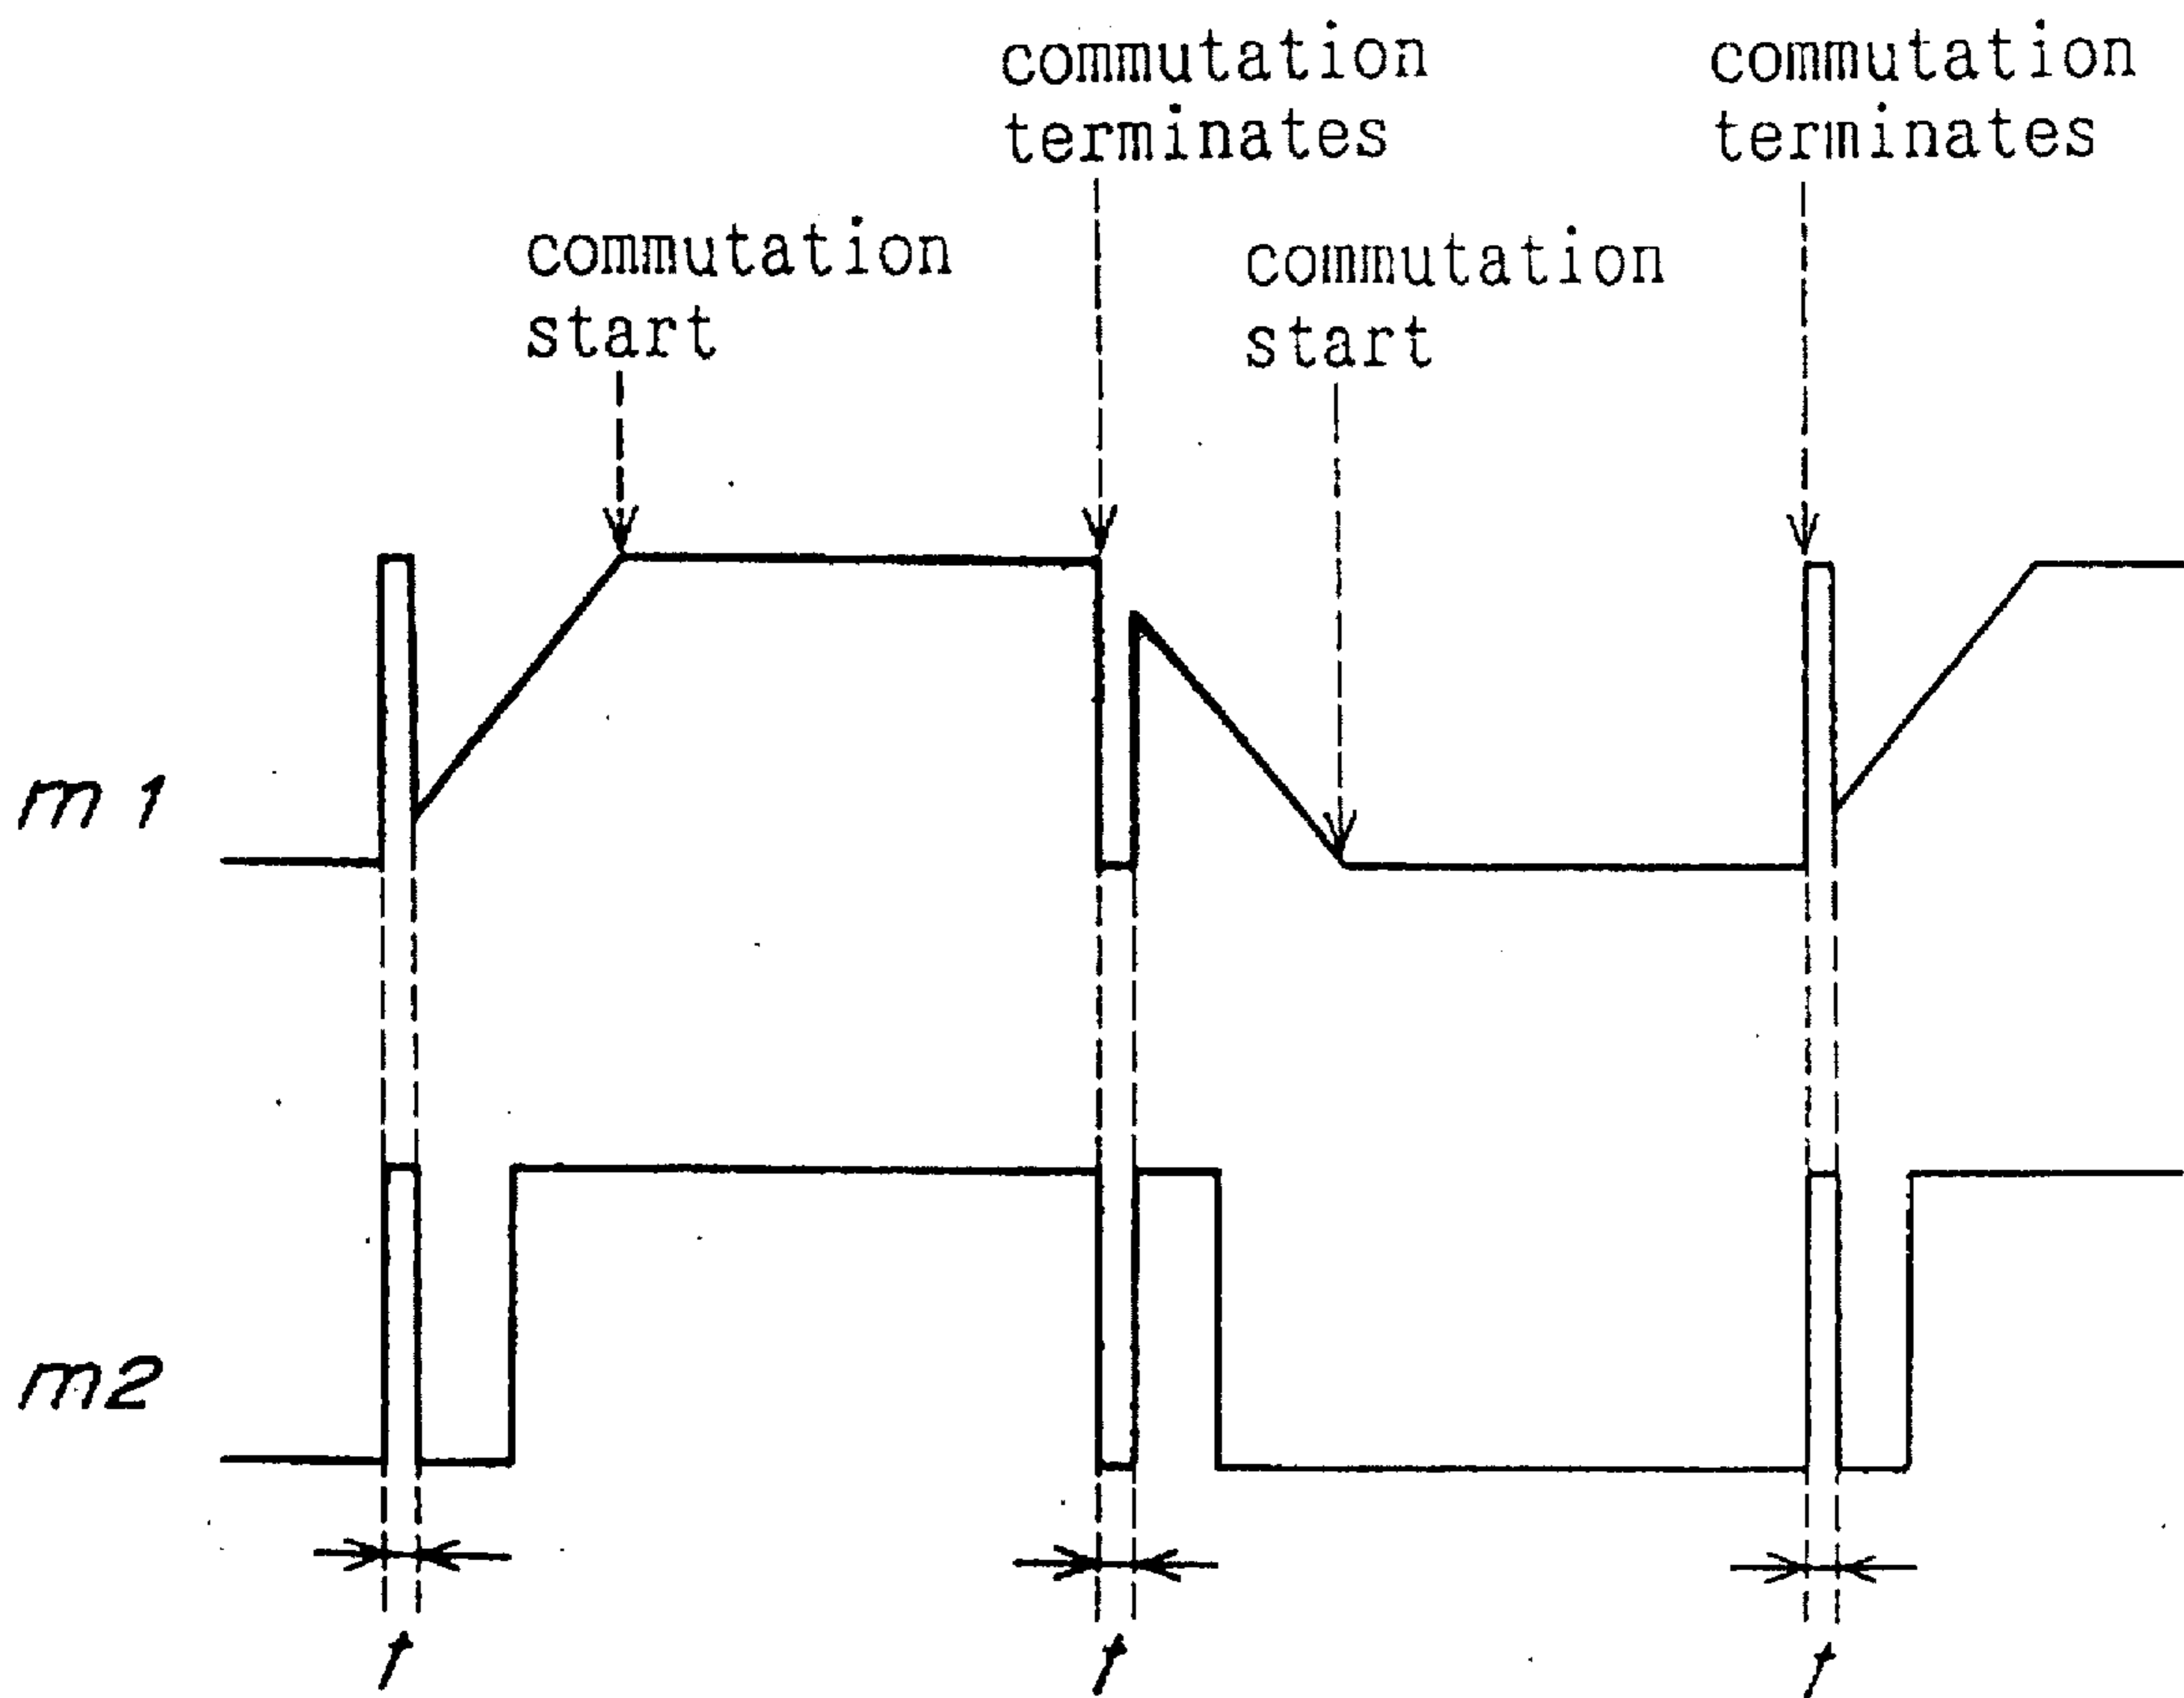 commutation
terminates
commutation
terminates
commutation
start
commutation
start
m1
m2